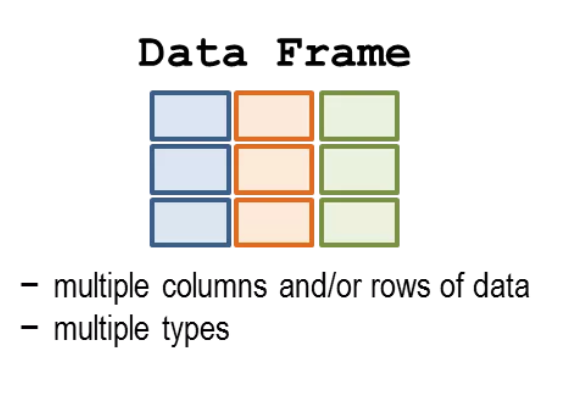 Data Frame
– multiple columns and/or rows of data
– multiple types